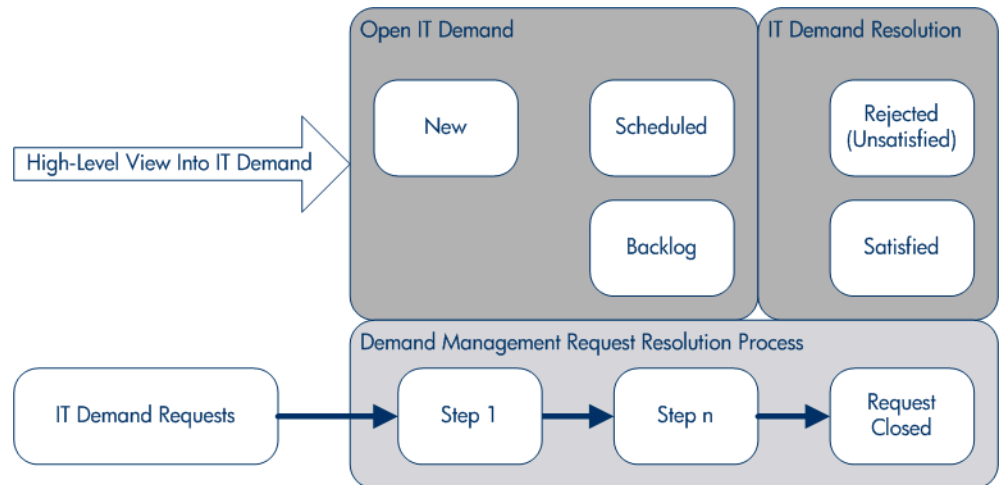 Open IT Demand
IT Demand Resolution
New
Scheduled
Rejected
(Unsatisfied)
High-Level View Into IT Demand
Backlog
Satisfied
Demand Management Request Resolution Process
IT Demand Requests
Step 1
Step n
Request
Closed